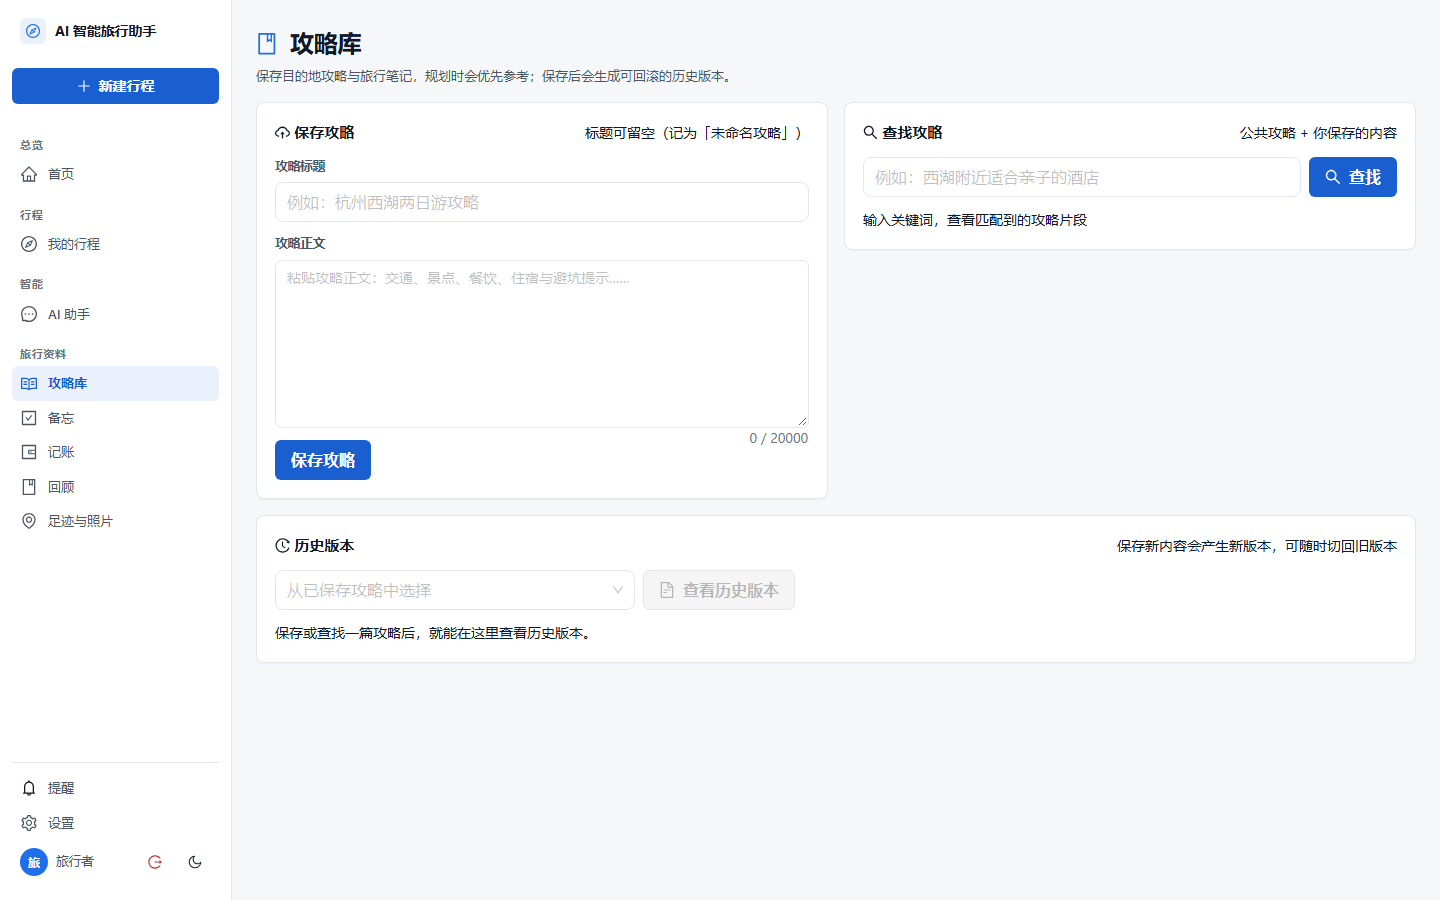 AI 智能旅行助手
新建行程
总览
首页
行程
我的行程
智能
AI 助手
旅行资料
攻略库
备忘
记账
回顾
足迹与照片
提醒
设置
旅 旅行者
攻略库
保存目的地攻略与旅行笔记，规划时会优先参考；保存后会生成可回滚的历史版本。
保存攻略
标题可留空（记为「未命名攻略」）
攻略标题
例如：杭州西湖两日游攻略
攻略正文
粘贴攻略正文：交通、景点、餐饮、住宿与避坑提示……
0 / 20000
保存攻略
查找攻略
公共攻略 + 你保存的内容
例如：西湖附近适合亲子的酒店
查找
输入关键词，查看匹配到的攻略片段
历史版本
保存新内容会产生新版本，可随时切回旧版本
从已保存攻略中选择
查看历史版本
保存或查找一篇攻略后，就能在这里查看历史版本。